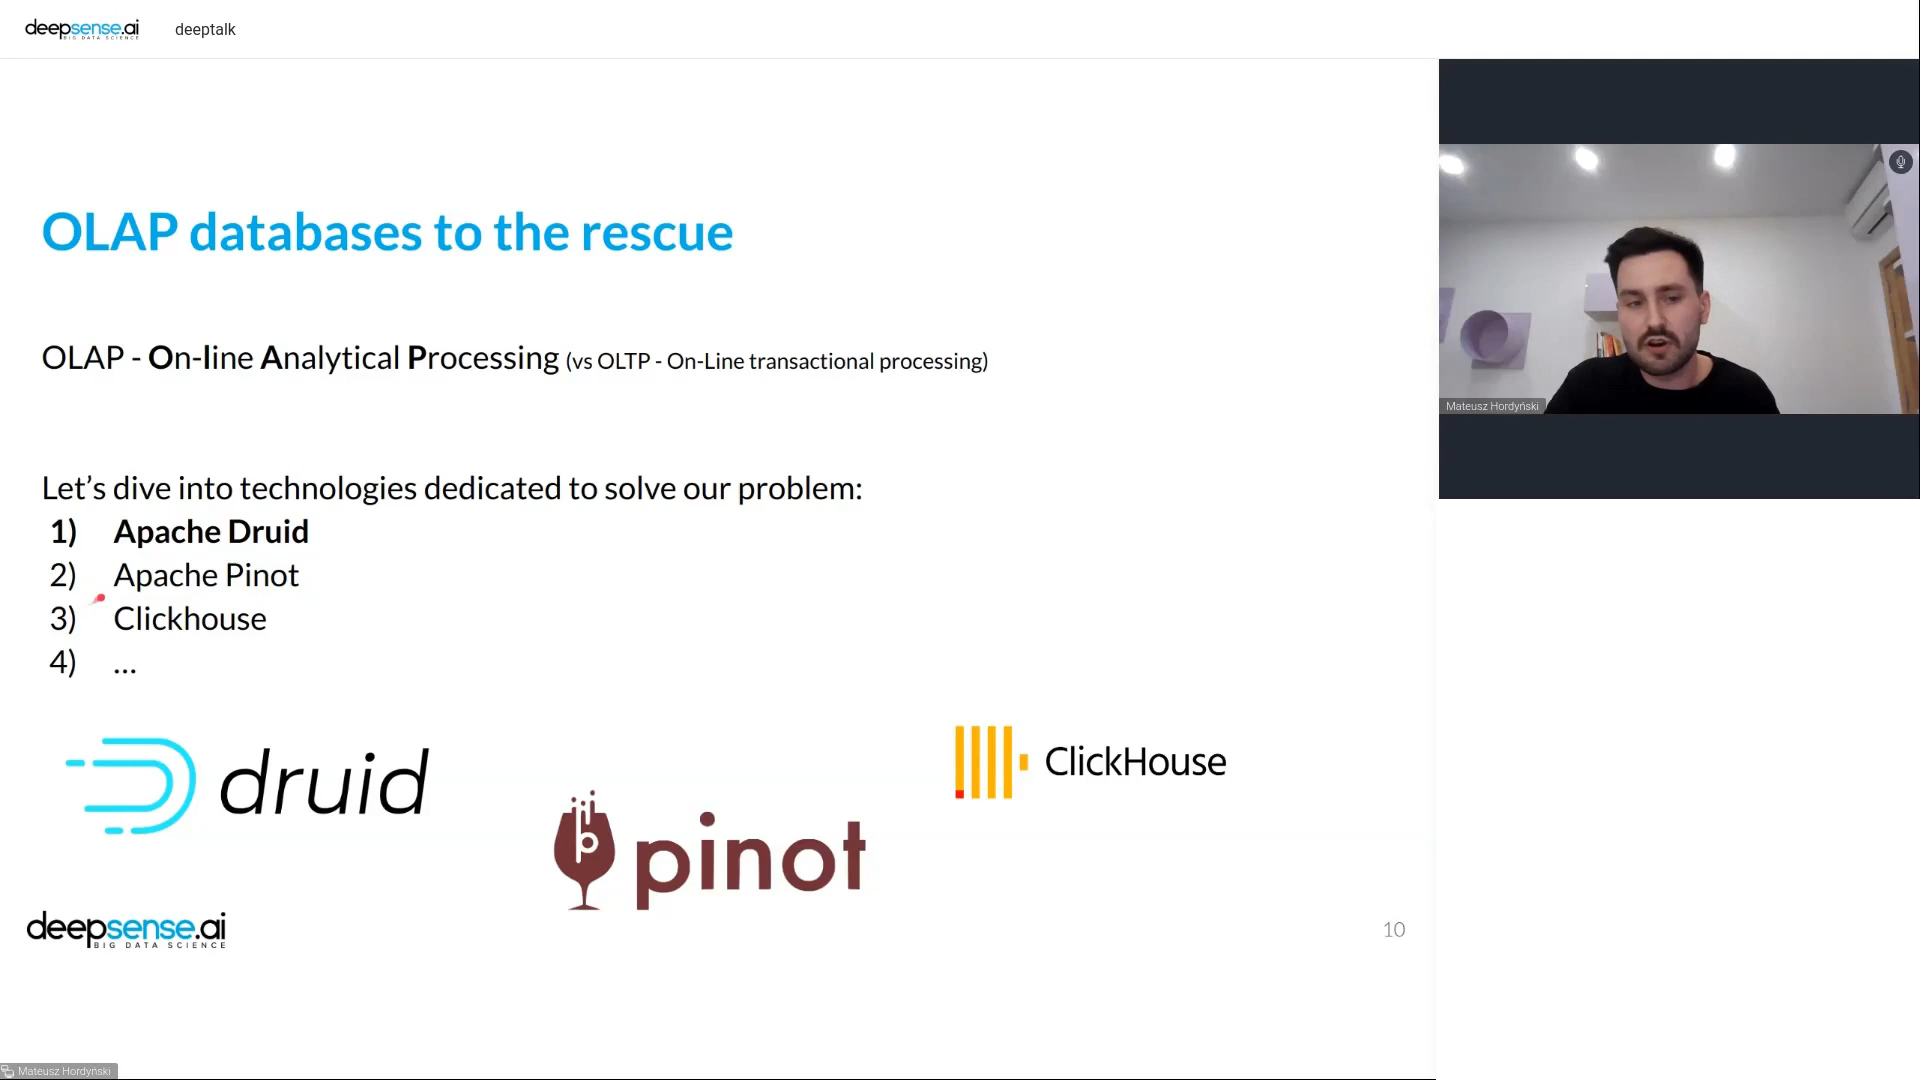 deepsense.ai
BIG DATA SCIENCE
deeptalk
OLAP databases to the rescue
OLAP - On-line Analytical Processing (vs OLTP - On-Line transactional processing)
Let’s dive into technologies dedicated to solve our problem:
1) Apache Druid
2) Apache Pinot
3) Clickhouse
4) ...
druid
pinot
ClickHouse
deepsense.ai
BIG DATA SCIENCE
10
Mateusz Hordyński
Mateusz Hordyński